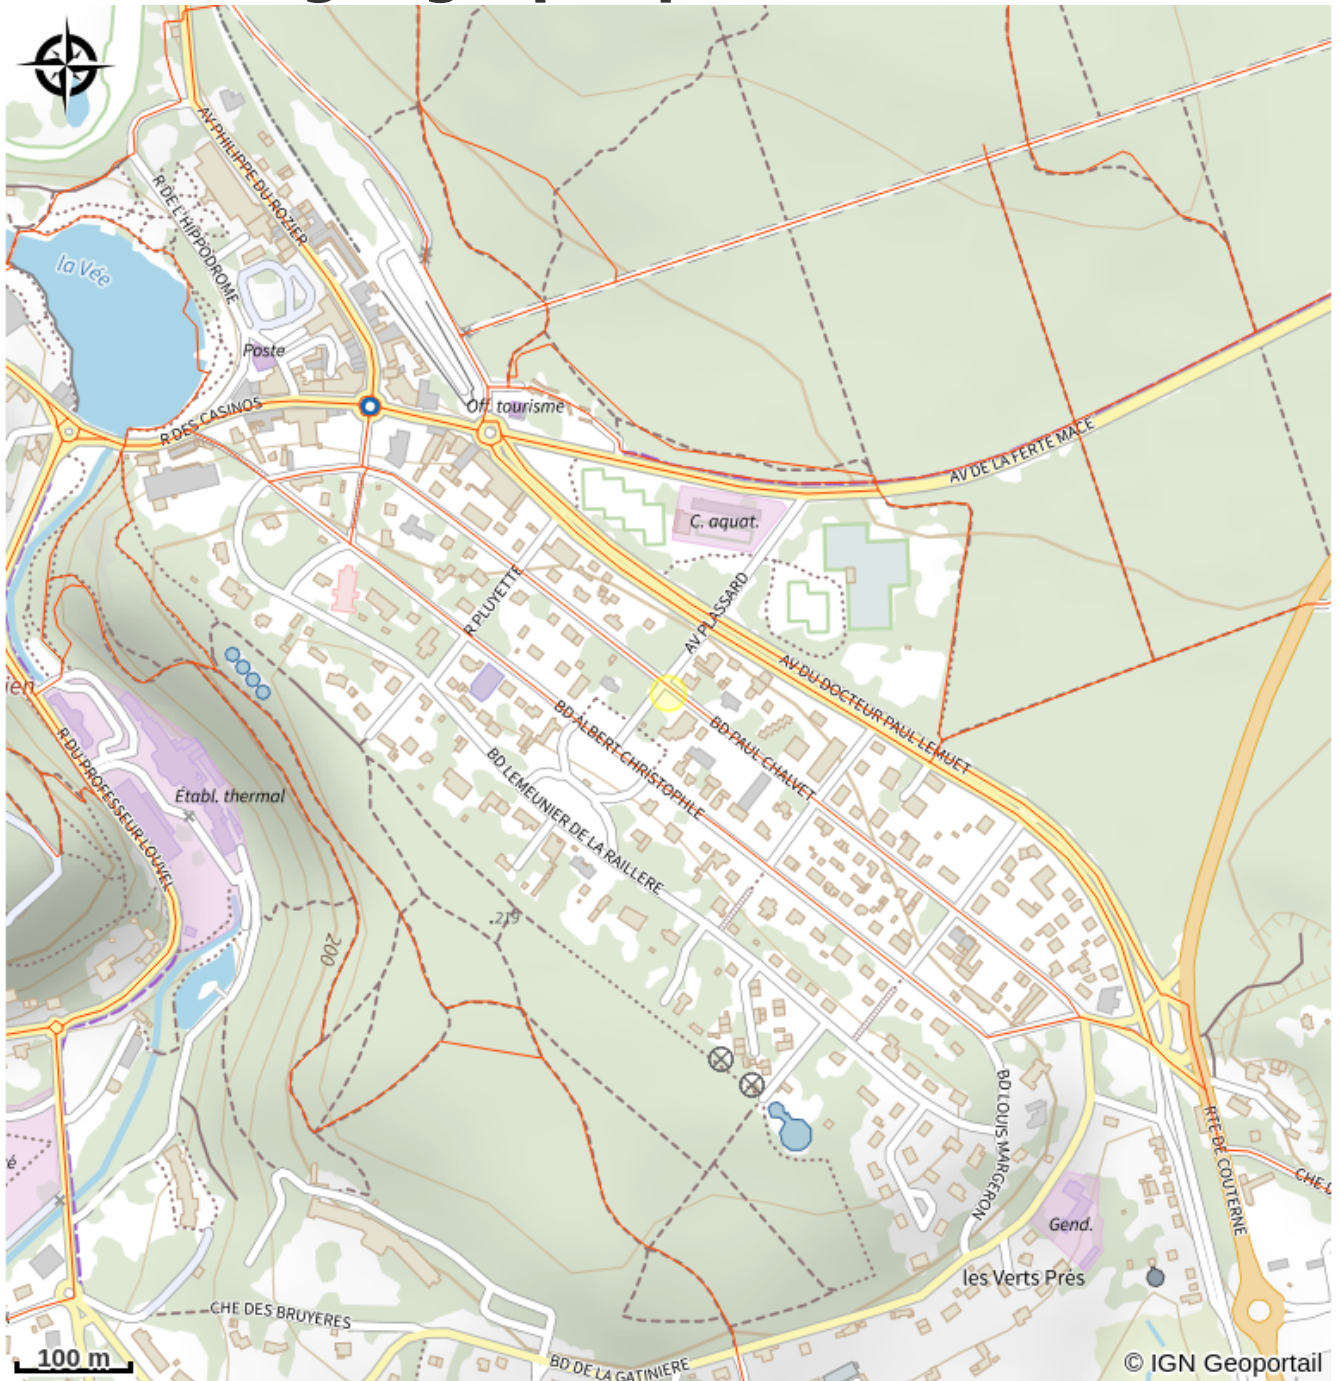 AV PHILIPPE DU ROZIER
R DE L'HIPPODROME
la Vée
Poste
Off. tourisme
R DES CASINOS
AV DE LA FERTE MACE
C. aquat.
R PLUYETTE
AV PLASSARD
AV DU DOCTEUR PAUL LEMUET
ien
BD ALBERT CHRISTOPHLE
BD PAUL CHALVET
R DU PROFESSEUR LOUVEL
BD LEMEUNIER DE LA RAILLERE
Établ. thermal
.219
200
BD LOUIS MARGERON
RTE DE COUTERNE
é
CHE D
Gend.
les Verts Prés
CHE DES BRUYERES
100 m
BD DE LA GATINIERE
© IGN Geoportail